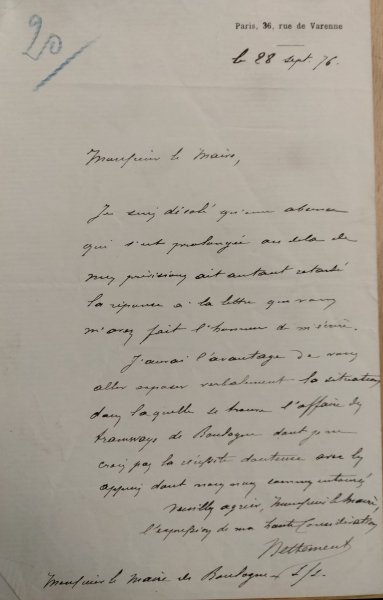 20
Paris, 36, rue de Varenne
le 28 sept. 76.
Monsieur le Maire,
Je suis désolé qu'une absence
qui s'est prolongée au delà de
mes prévisions ait autant retardé
la réponse à la lettre que vous
m'avez fait l'honneur de m'écrire.
J'aurai l'avantage de vous
aller exposer verbalement la situation
dans laquelle se trouve l'affaire des
tramways de Boulogne dont je ne
crois pas la réussite douteuse avec les
appuis dont nous nous sommes entourés
Veuillez agréer, Monsieur le Maire,
l'expression de ma haute considération
Nettement
Monsieur le Maire de Boulogne s/s.